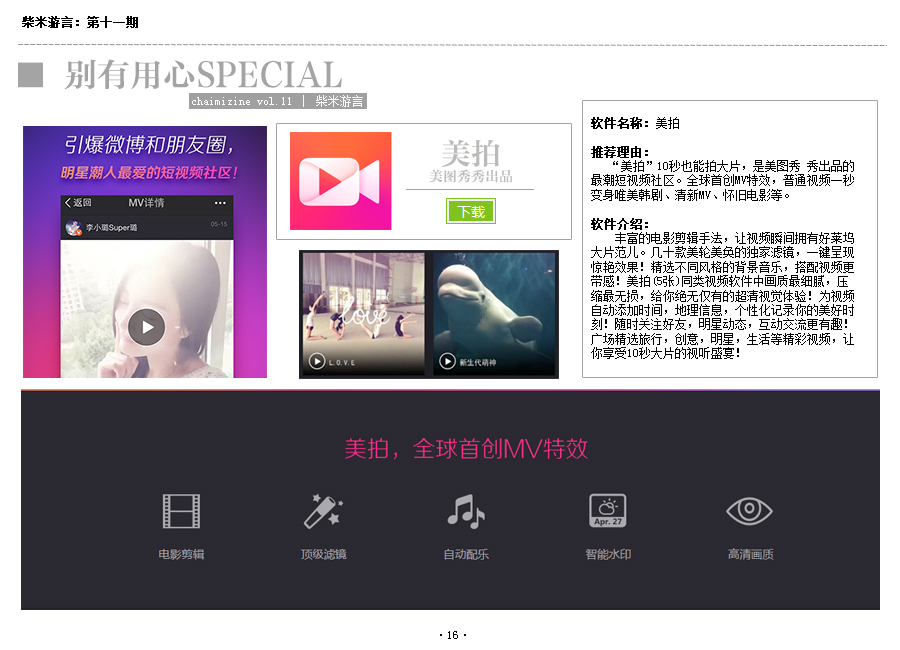 柴米游言：第十一期
别有用心SPECIAL
chaimizine vol.11 | 柴米游言
引爆微博和朋友圈，
明星潮人最爱的短视频社区！
返回
MV详情
李小璐Super璐
05-15
美拍
美图秀秀出品
下载
love
L.O.V.E
新生代萌神
软件名称：美拍
推荐理由：
“美拍”10秒也能拍大片，是美图秀 秀出品的
最潮短视频社区。全球首创MV特效，普通视频一秒
变身唯美韩剧、清新MV、怀旧电影等。
软件介绍：
丰富的电影剪辑手法，让视频瞬间拥有好莱坞
大片范儿。几十款美轮美奂的独家滤镜，一键呈现
惊艳效果！精选不同风格的背景音乐，搭配视频更
带感！美拍(5张)同类视频软件中画质最细腻，压
缩最无损，给你绝无仅有的超清视觉体验！为视频
自动添加时间，地理信息，个性化记录你的美好时
刻！随时关注好友，明星动态，互动交流更有趣！
广场精选旅行，创意，明星，生活等精彩视频，让
你享受10秒大片的视听盛宴！
美拍，全球首创MV特效
Apr. 27
电影剪辑
顶级滤镜
自动配乐
智能水印
高清画质
·16·